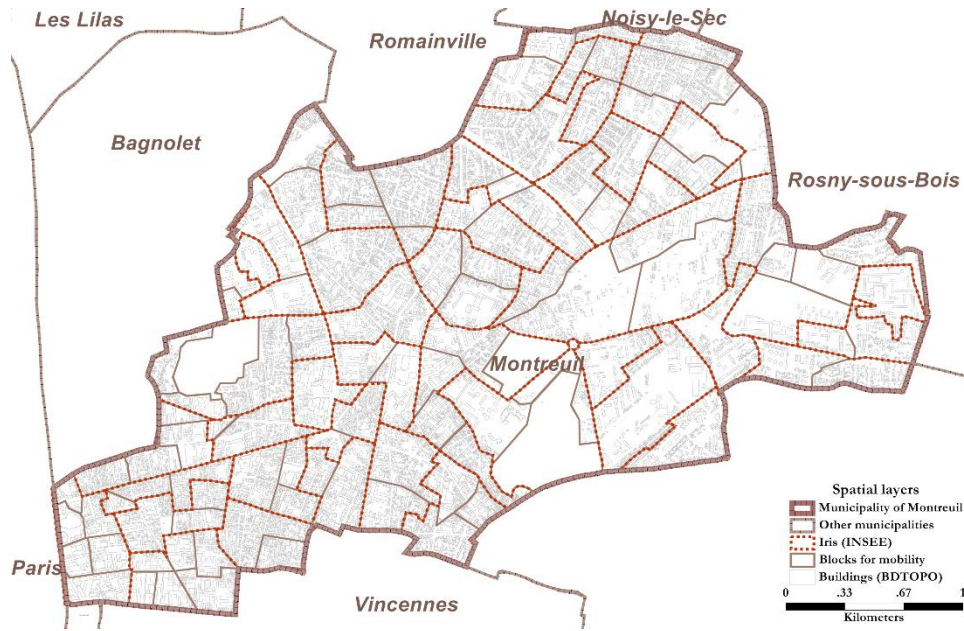 Les Lilas
Noisy-le-Sec
Romainville
Bagnolet
Rosny-sous-Bois
Montreuil
Paris
Vincennes
Spatial layers
Municipality of Montreuil
Other municipalities
Iris (INSEE)
Blocks for mobility
Buildings (BDTOPO)
0 .33 .67 1
Kilometers